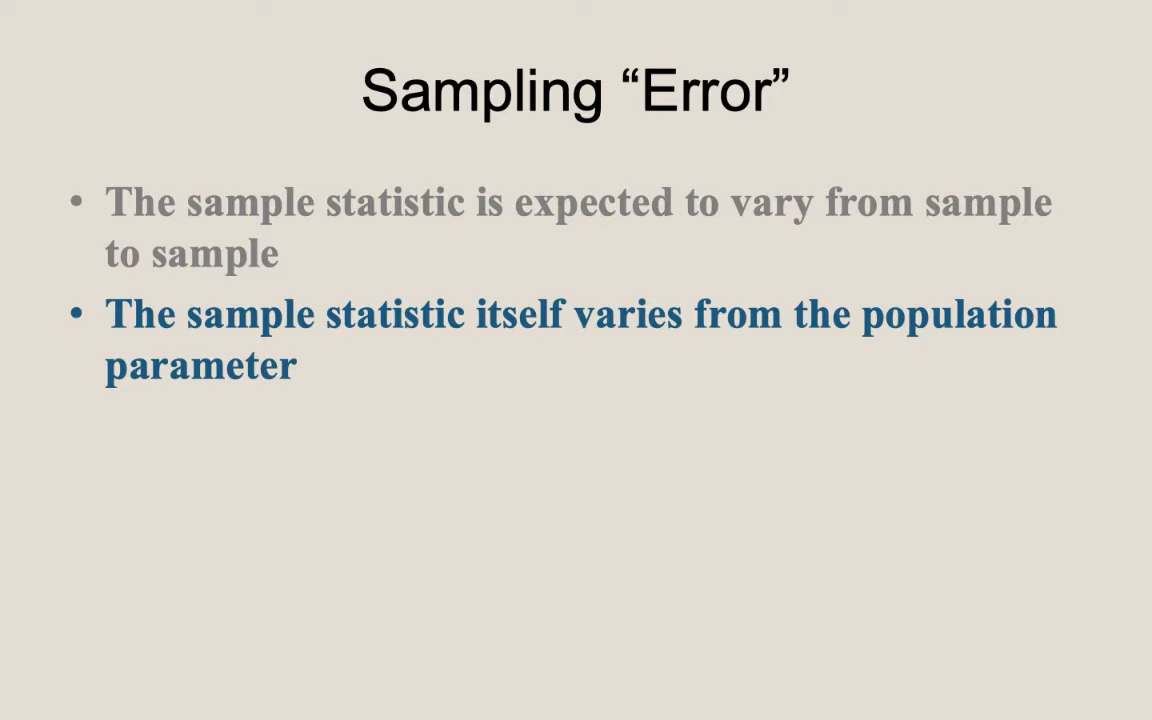 Sampling “Error”
• The sample statistic is expected to vary from sample
to sample
• The sample statistic itself varies from the population
parameter